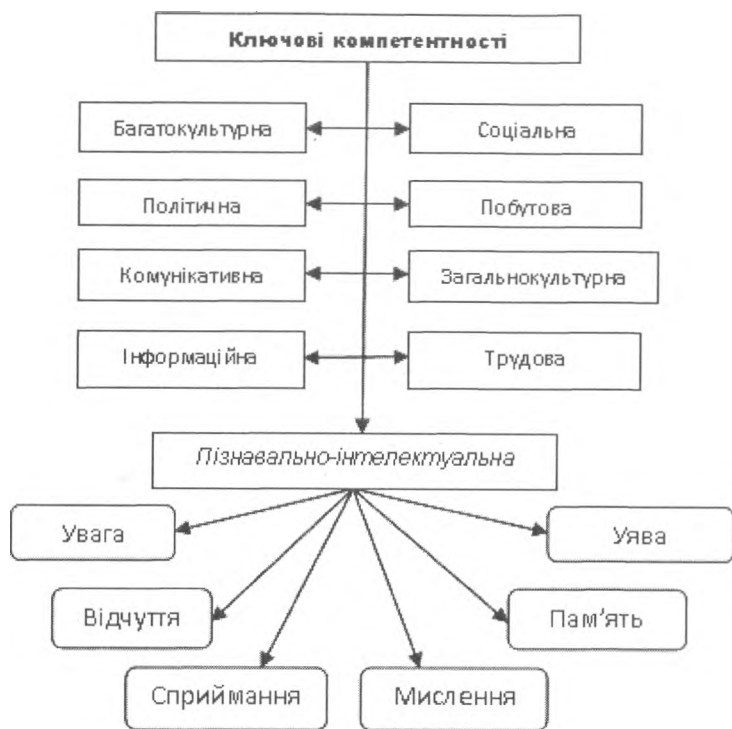 Ключові компетентності
Багатокультурна
Соціальна
Політична
Побутова
Комунікативна
Загальнокультурна
Інформаційна
Трудова
Пізнавально-інтелектуальна
Увага
Уява
Відчуття
Пам’ять
Сприймання
Мислення